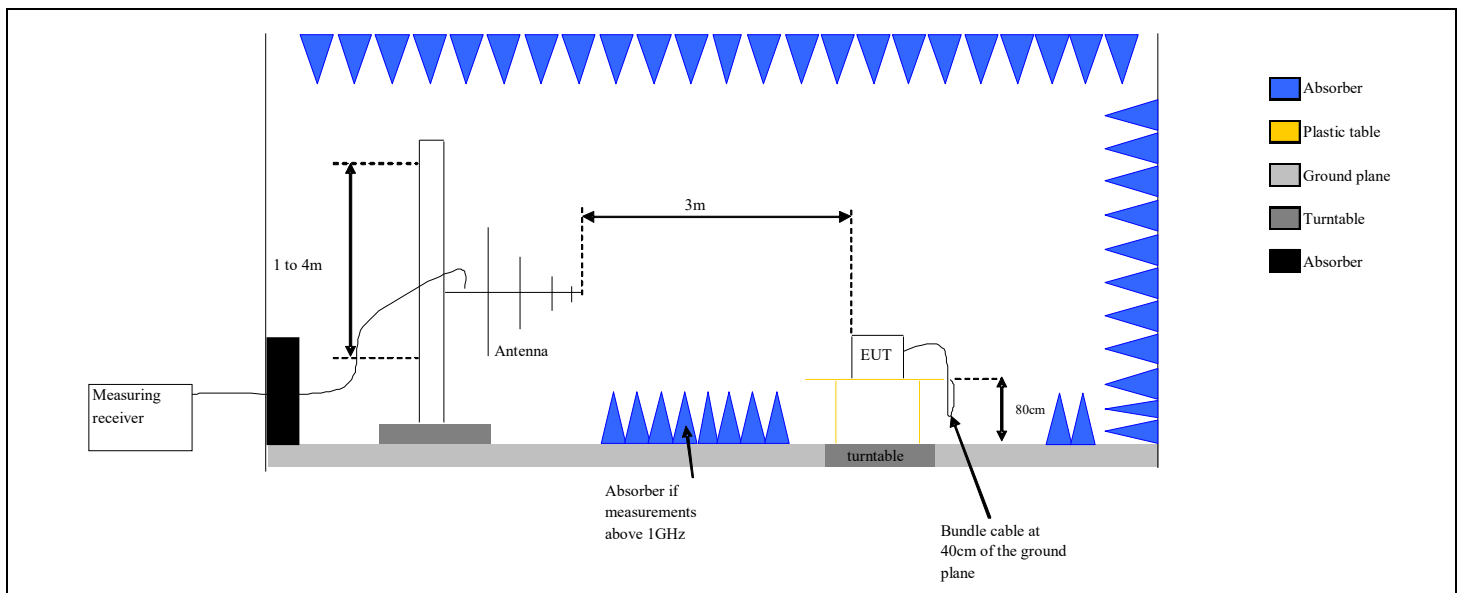 Absorber
Plastic table
Ground plane
Turntable
Absorber
3m
1 to 4m
Antenna
EUT
Measuring
receiver
80cm
turntable
Absorber if
measurements
above 1GHz
Bundle cable at
40cm of the ground
plane